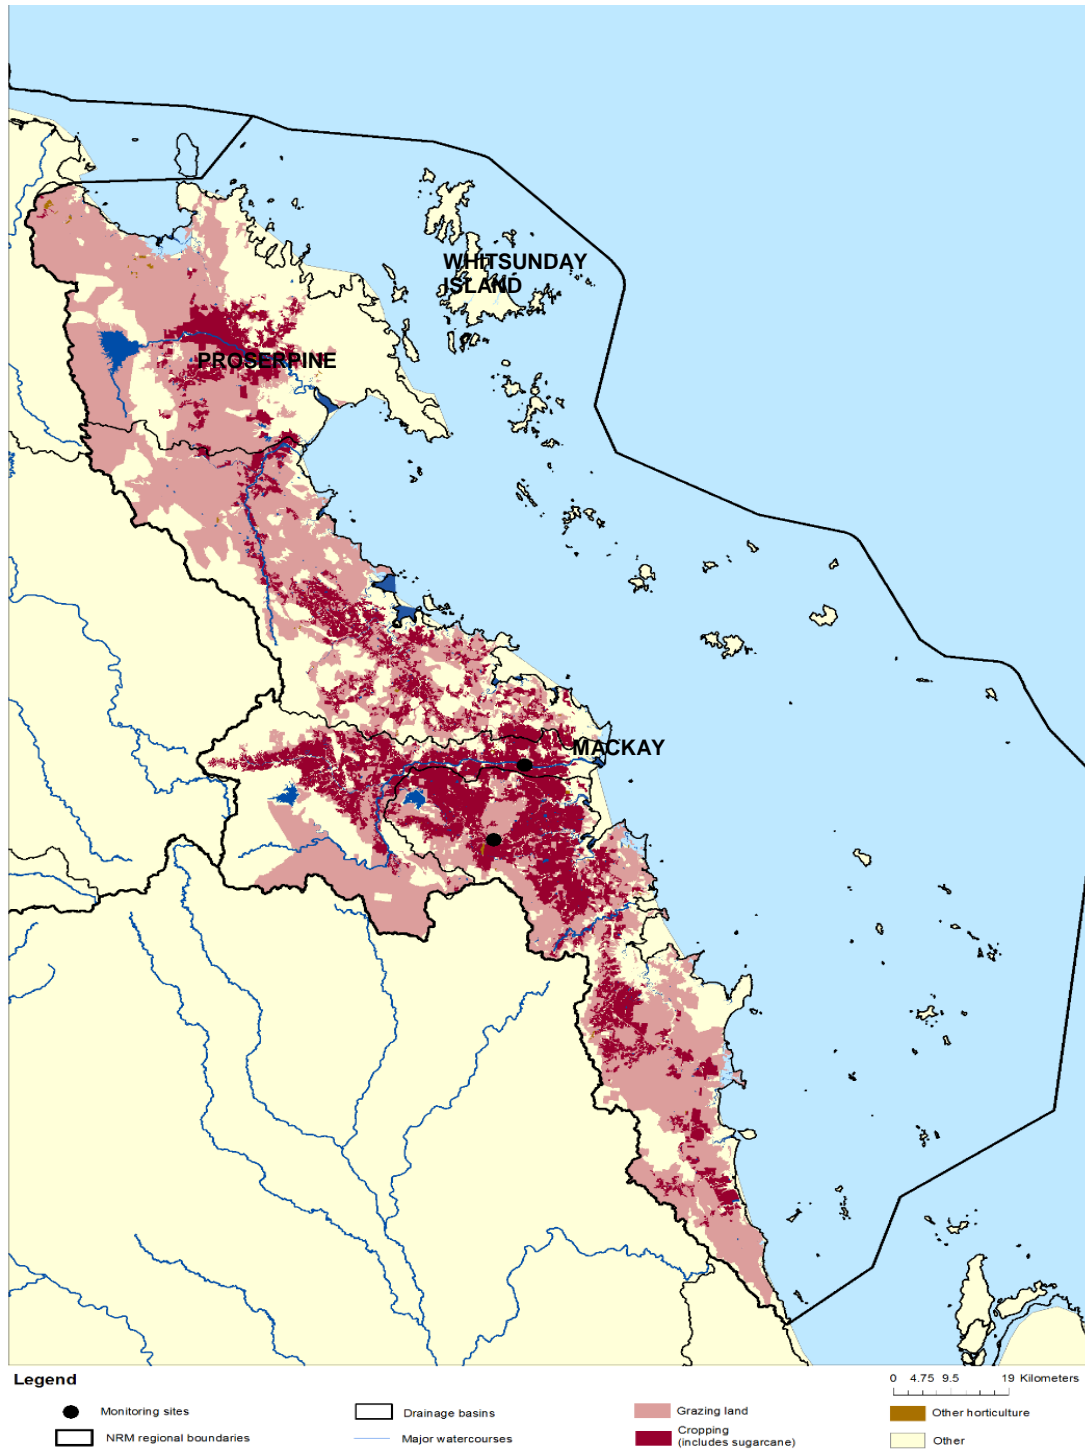 WHITSUNDAY
ISLAND
PROSERPINE
MACKAY
Legend
0 4.75 9.5 19 Kilometers
Monitoring sites
Drainage basins
Grazing land
Other horticulture
NRM regional boundaries
Major watercourses
Cropping
(includes sugarcane)
Other